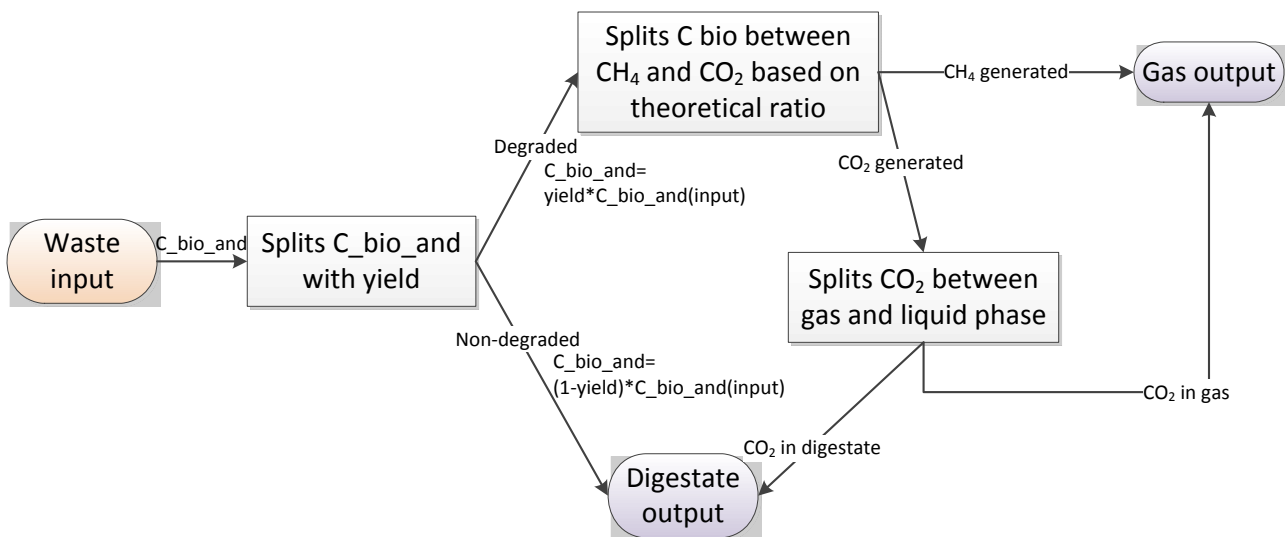 Splits C bio between
CH₄ and CO₂ based on
theoretical ratio
CH₄ generated
Gas output
Degraded
C_bio_and=
yield*C_bio_and(input)
CO₂ generated
Waste
input
C_bio_and
Splits C_bio_and
with yield
Splits CO₂ between
gas and liquid phase
Non-degraded
C_bio_and=
(1-yield)*C_bio_and(input)
CO₂ in gas
CO₂ in digestate
Digestate
output